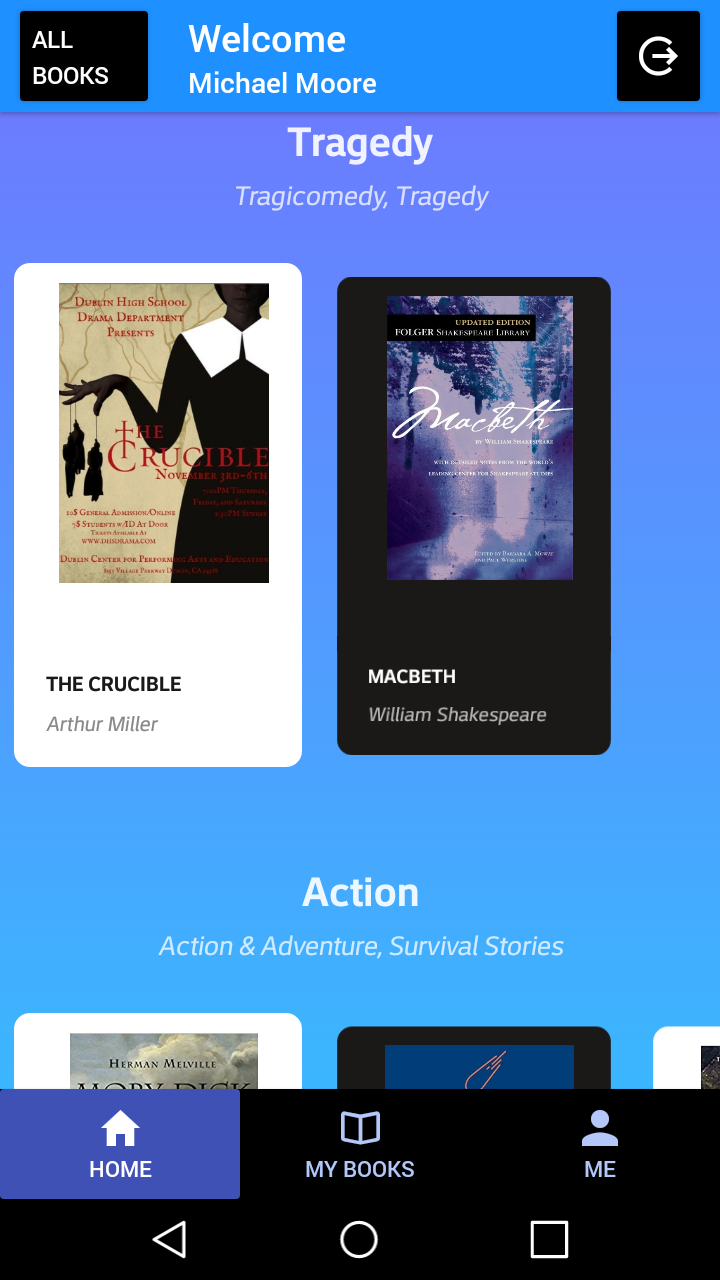 ALL
BOOKS
Welcome
Michael Moore
Tragedy
Tragicomedy, Tragedy
Dublin High School
Drama Department
Presents
THE
CRUCIBLE
November 3rd-6th
7:00PM Thursday,
Friday, and Saturday
2:30PM Sunday
10$ General Admission/Online
7$ Students w/ID At Door
Tickets Available At
www.dhsdrama.com
Dublin Center for Performing Arts and Education
Village Parkway Dublin, CA
THE CRUCIBLE
Arthur Miller
UPDATED EDITION
FOLGER SHAKESPEARE LIBRARY
Macbeth
BY WILLIAM SHAKESPEARE
WITH DETAILED NOTES FROM THE WORLD'S
LEADING CENTER FOR SHAKESPEARE STUDIES
EDITED BY BARBARA A. MOWAT
AND PAUL WERSTINE
MACBETH
William Shakespeare
Action
Action & Adventure, Survival Stories
HERMAN MELVILLE
MOBY DICK
HOME
MY BOOKS
ME